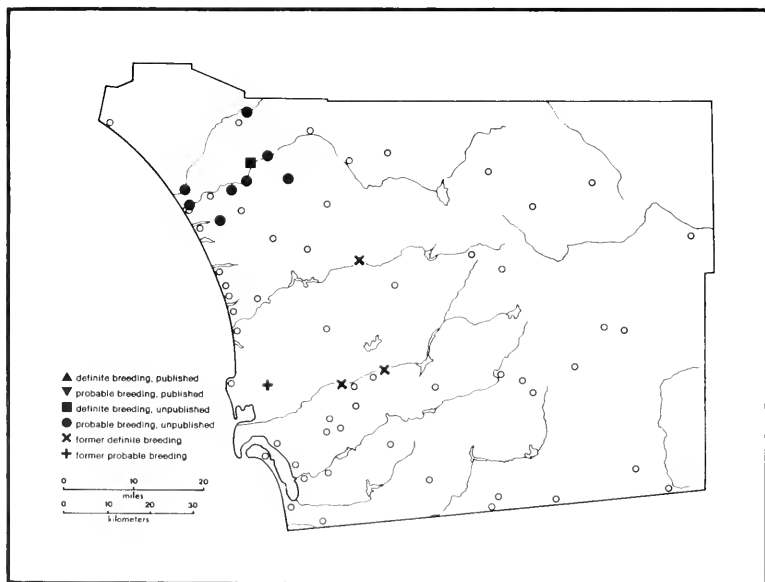 definite breeding, published
probable breeding, published
definite breeding, unpublished
probable breeding, unpublished
former definite breeding
former probable breeding
0 10 20
miles
0 10 20 30
kilometers